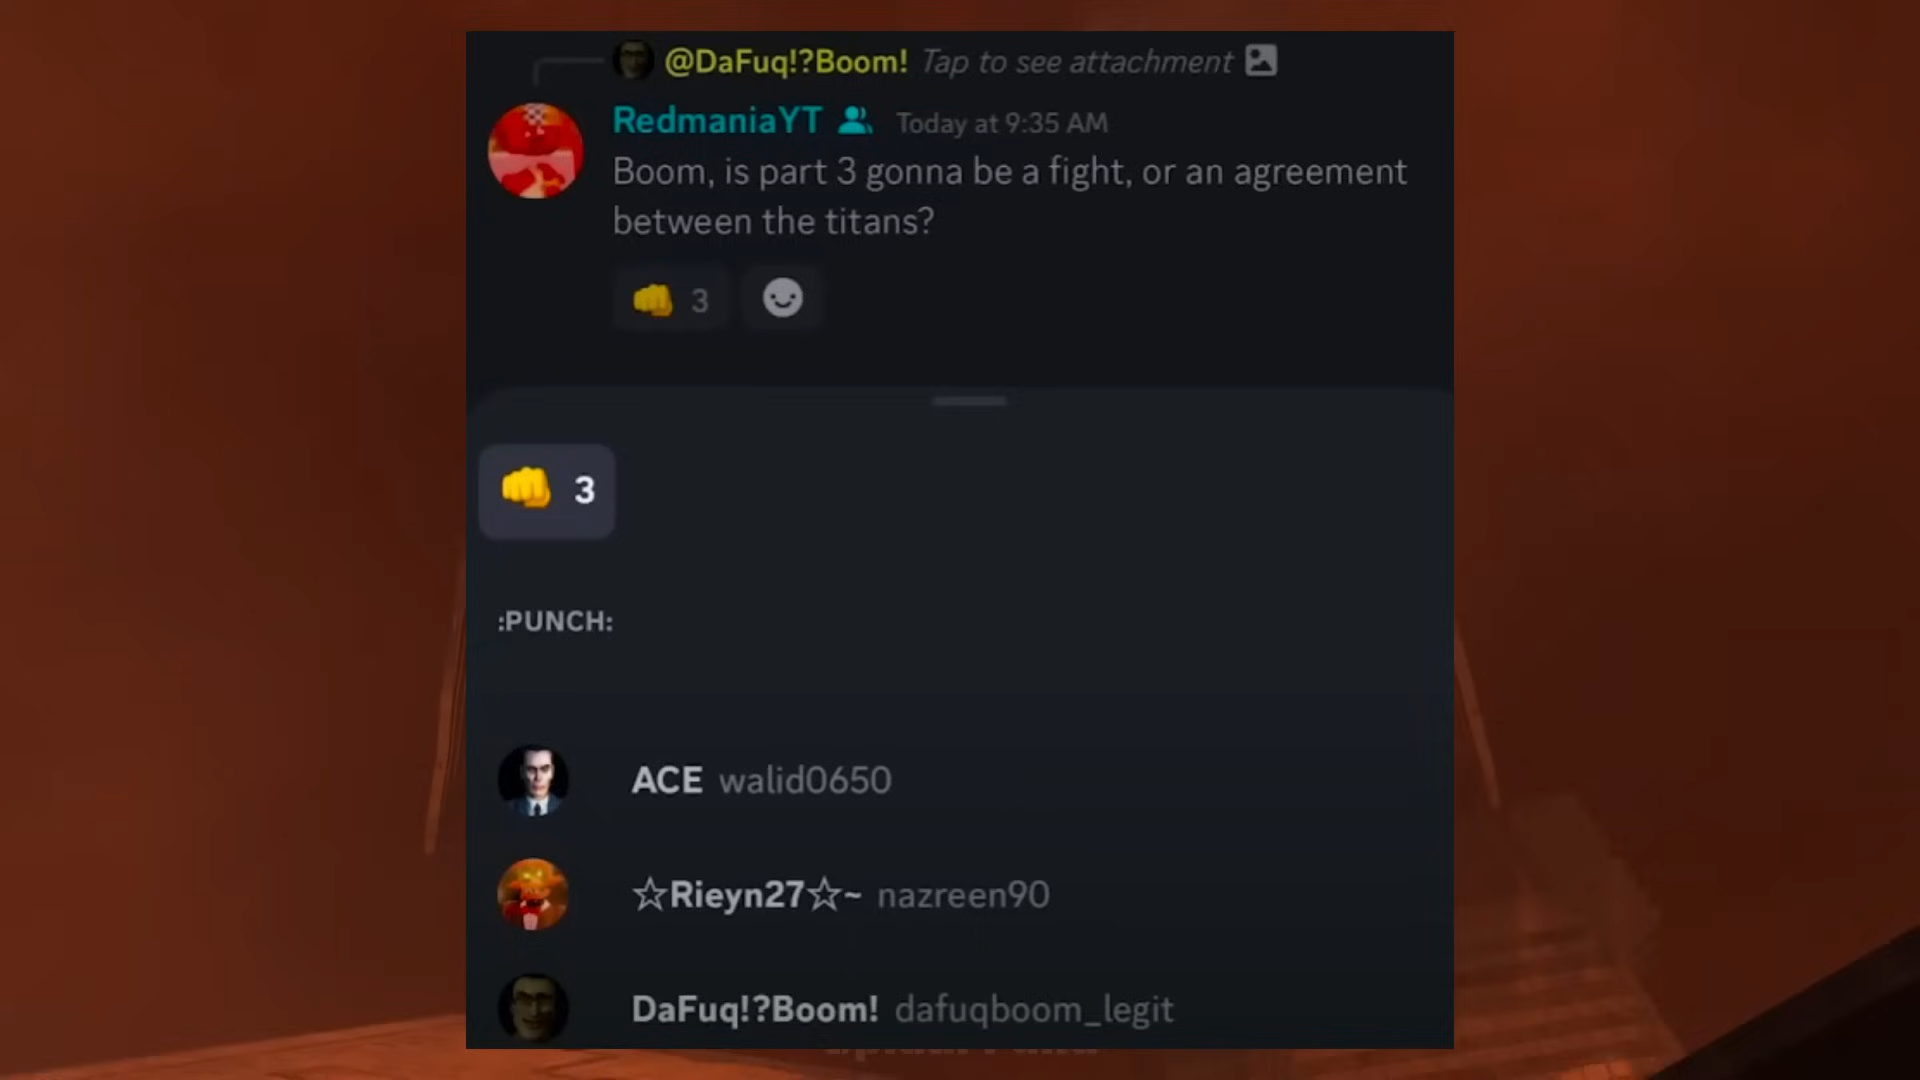 @DaFuq!?Boom! Tap to see attachment
RedmaniaYT Today at 9:35 AM
Boom, is part 3 gonna be a fight, or an agreement
between the titans?
3
3
:PUNCH:
ACE walid0650
☆Rieyn27☆~ nazreen90
DaFuq!?Boom! dafuqboom_legit